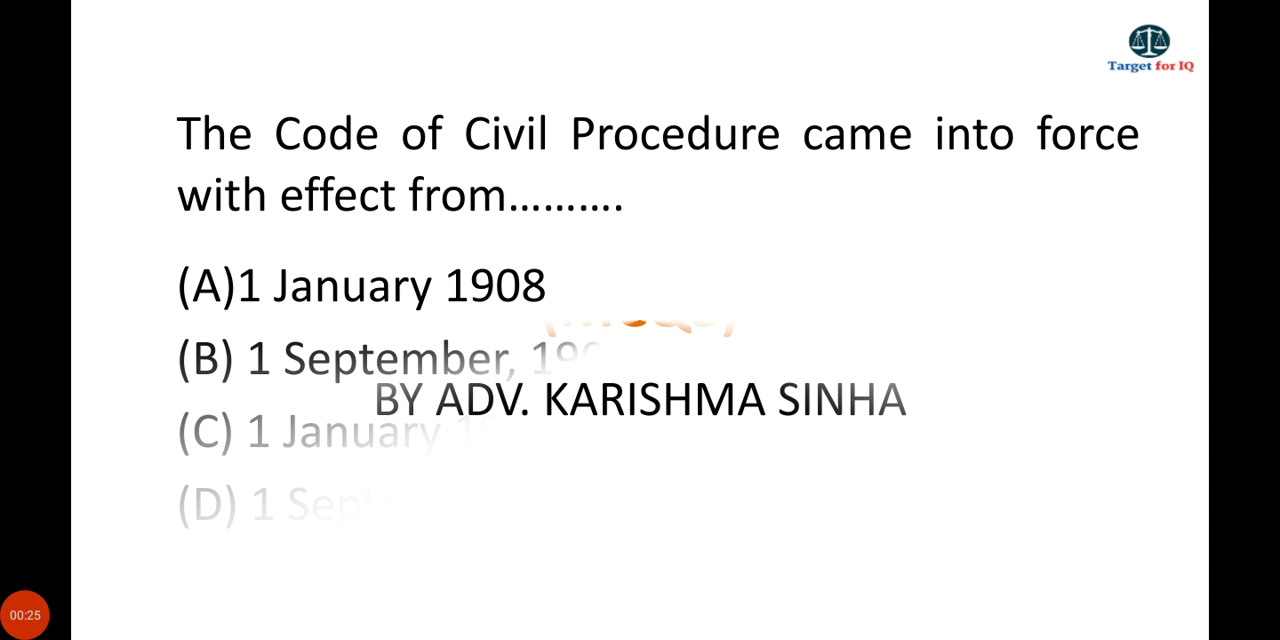 Target for IQ
The Code of Civil Procedure came into force
with effect from……….
(A)1 January 1908
(B) 1 September,
BY ADV. KARISHMA SINHA
(C) 1 January
(D) 1
00:25